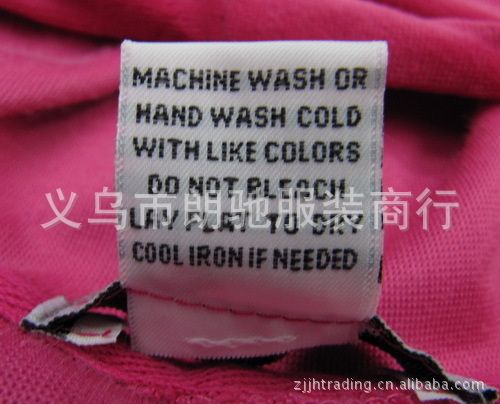 MACHINE WASH OR
HAND WASH COLD
WITH LIKE COLORS
DO NOT BLEACH
义乌市朗驰服装商行
LAY FLAT TO DRY
COOL IRON IF NEEDED
zjjhtrading.cn.alibaba.com